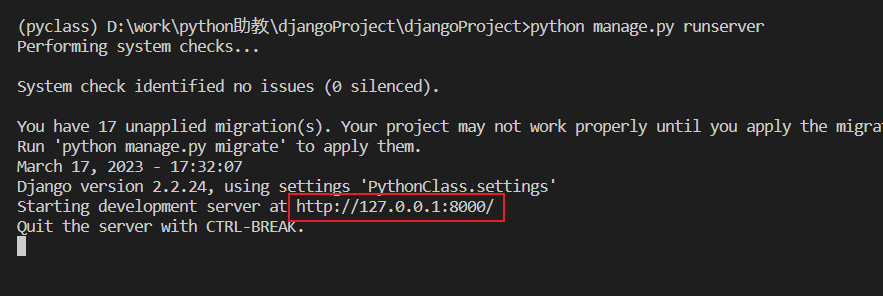 (pyclass) D:\work\python助教\djangoProject\djangoProject>python manage.py runserver
Performing system checks...
System check identified no issues (0 silenced).
You have 17 unapplied migration(s). Your project may not work properly until you apply the
Run 'python manage.py migrate' to apply them.
March 17, 2023 - 17:32:07
Django version 2.2.24, using settings 'PythonClass.settings'
Starting development server at http://127.0.0.1:8000/
Quit the server with CTRL-BREAK.